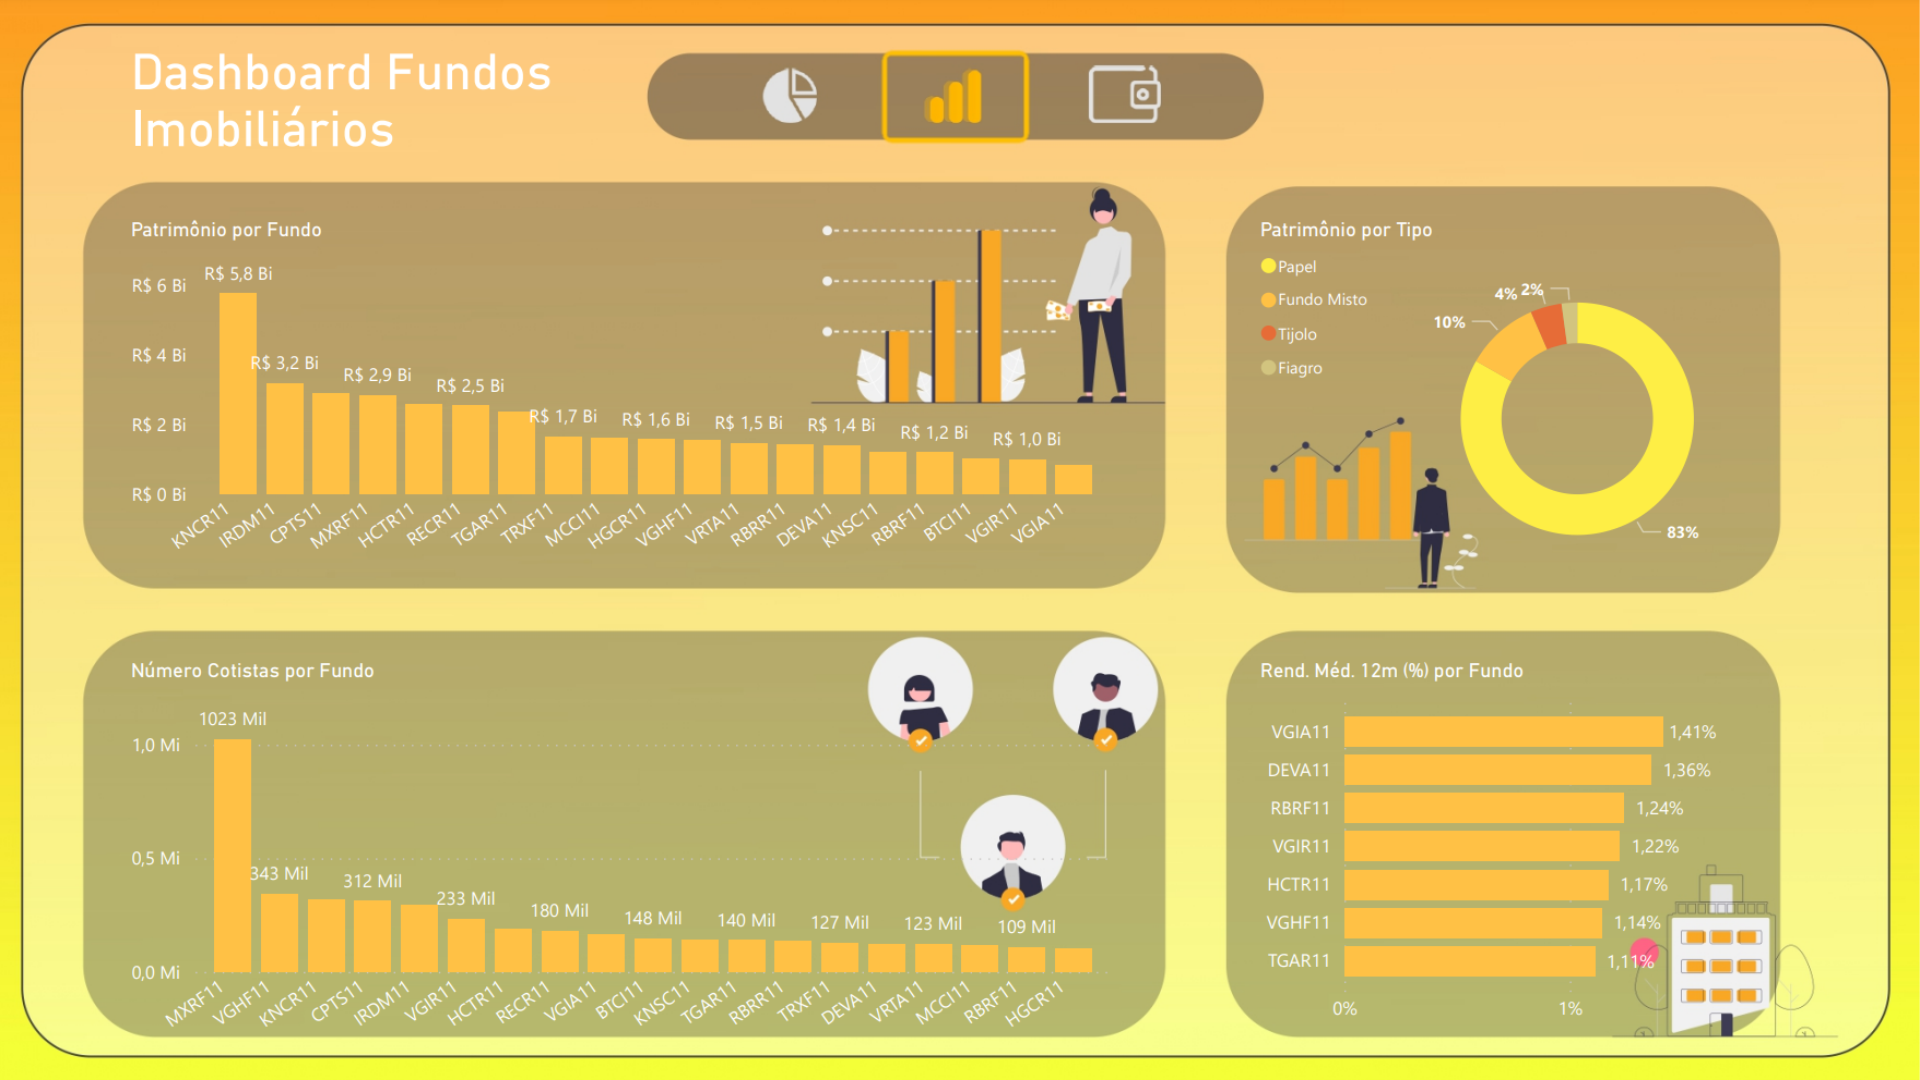 Dashboard Fundos
Imobiliários
Patrimônio por Fundo
R$ 6 Bi
R$ 4 Bi
R$ 2 Bi
R$ 0 Bi
R$ 5,8 Bi
R$ 3,2 Bi
R$ 2,9 Bi
R$ 2,5 Bi
R$ 1,7 Bi
R$ 1,6 Bi
R$ 1,5 Bi
R$ 1,4 Bi
R$ 1,2 Bi
R$ 1,0 Bi
KNCR11
IRDM11
CPTS11
MXRF11
HCTR11
RECR11
TGAR11
TRXF11
MCCI11
HGCR11
VGHF11
VRTA11
RBRR11
DEVA11
KNSC11
RBRF11
BTCI11
VGIR11
VGIA11
Patrimônio por Tipo
Papel
Fundo Misto
Tijolo
Fiagro
4%
2%
10%
83%
Número Cotistas por Fundo
1,0 Mi
0,5 Mi
0,0 Mi
1023 Mil
343 Mil
312 Mil
233 Mil
180 Mil
148 Mil
140 Mil
127 Mil
123 Mil
109 Mil
MXRF11
VGHF11
KNCR11
CPTS11
IRDM11
VGIR11
HCTR11
RECR11
VGIA11
BTCI11
KNSC11
TGAR11
RBRR11
TRXF11
DEVA11
VRTA11
MCCI11
RBRF11
HGCR11
Rend. Méd. 12m (%) por Fundo
VGIA11 1,41%
DEVA11 1,36%
RBRF11 1,24%
VGIR11 1,22%
HCTR11 1,17%
VGHF11 1,14%
TGAR11 1,11%
0% 1%